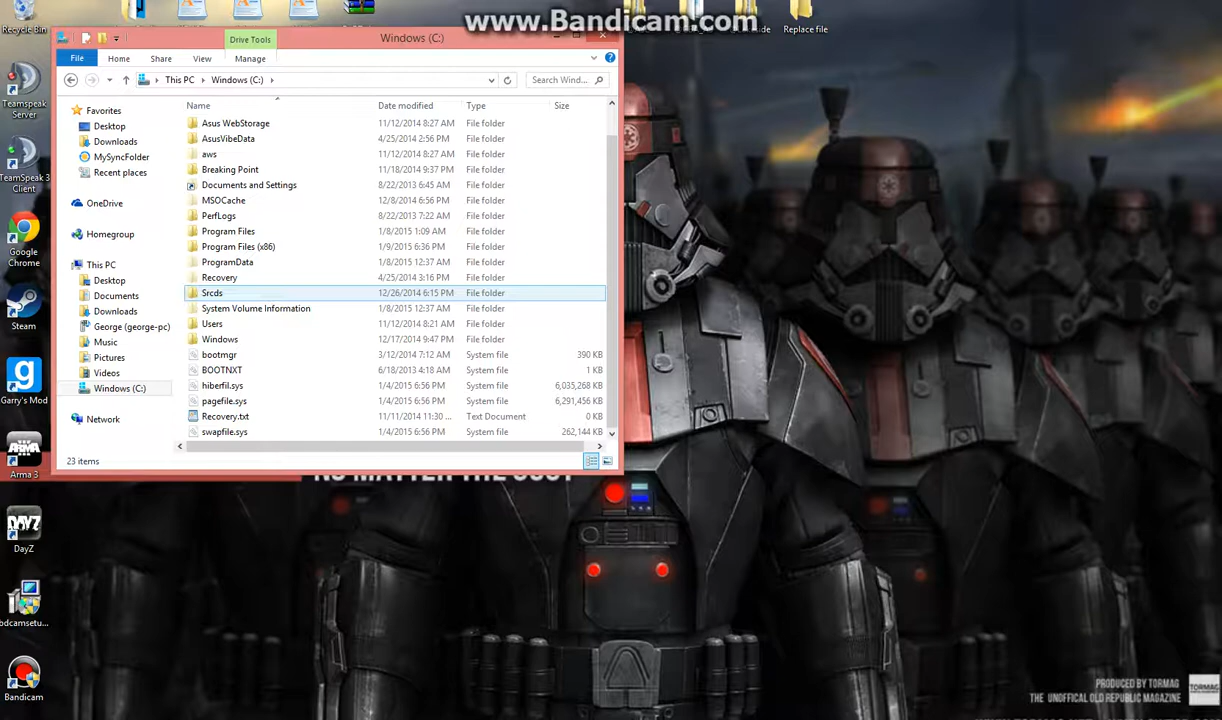 www.Bandicam.com
Recycle Bin
Replace file
Drive Tools
Windows (C:)
File
Home
Share
View
Manage
This PC
Windows (C:)
Search Wind...
Name
Date modified
Type
Size
Asus WebStorage 11/12/2014 8:27 AM File folder
AsusVibeData 4/25/2014 2:56 PM File folder
aws 11/12/2014 8:27 AM File folder
Breaking Point 11/18/2014 9:37 PM File folder
Documents and Settings 8/22/2013 6:45 AM File folder
MSOCache 12/8/2014 6:56 PM File folder
PerfLogs 8/22/2013 7:22 AM File folder
Program Files 1/8/2015 1:09 AM File folder
Program Files (x86) 1/9/2015 6:36 PM File folder
ProgramData 1/8/2015 12:37 AM File folder
Recovery 4/25/2014 3:16 PM File folder
Srcds 12/26/2014 6:15 PM File folder
System Volume Information 1/8/2015 12:37 AM File folder
Users 11/12/2014 8:21 AM File folder
Windows 12/17/2014 9:47 PM File folder
bootmgr 3/12/2014 7:12 AM System file 390 KB
BOOTNXT 6/18/2013 4:18 AM System file 1 KB
hiberfil.sys 1/4/2015 6:56 PM System file 6,035,268 KB
pagefile.sys 1/4/2015 6:56 PM System file 6,291,456 KB
Recovery.txt 11/11/2014 11:30 ... Text Document 0 KB
swapfile.sys 1/4/2015 6:56 PM System file 262,144 KB
Favorites
Desktop
Downloads
MySyncFolder
Recent places
OneDrive
Homegroup
This PC
Desktop
Documents
Downloads
George (george-pc)
Music
Pictures
Videos
Windows (C:)
Network
23 items
Teamspeak
Server
TeamSpeak 3
Client
Google
Chrome
Steam
Garry's Mod
Arma 3
DAYZ
DayZ
bdcamsetu...
Bandicam
NO MATTER THE COST
PRODUCED BY TORMAG
THE UNOFFICAL OLD REPUBLIC MAGAZINE
TORMAG